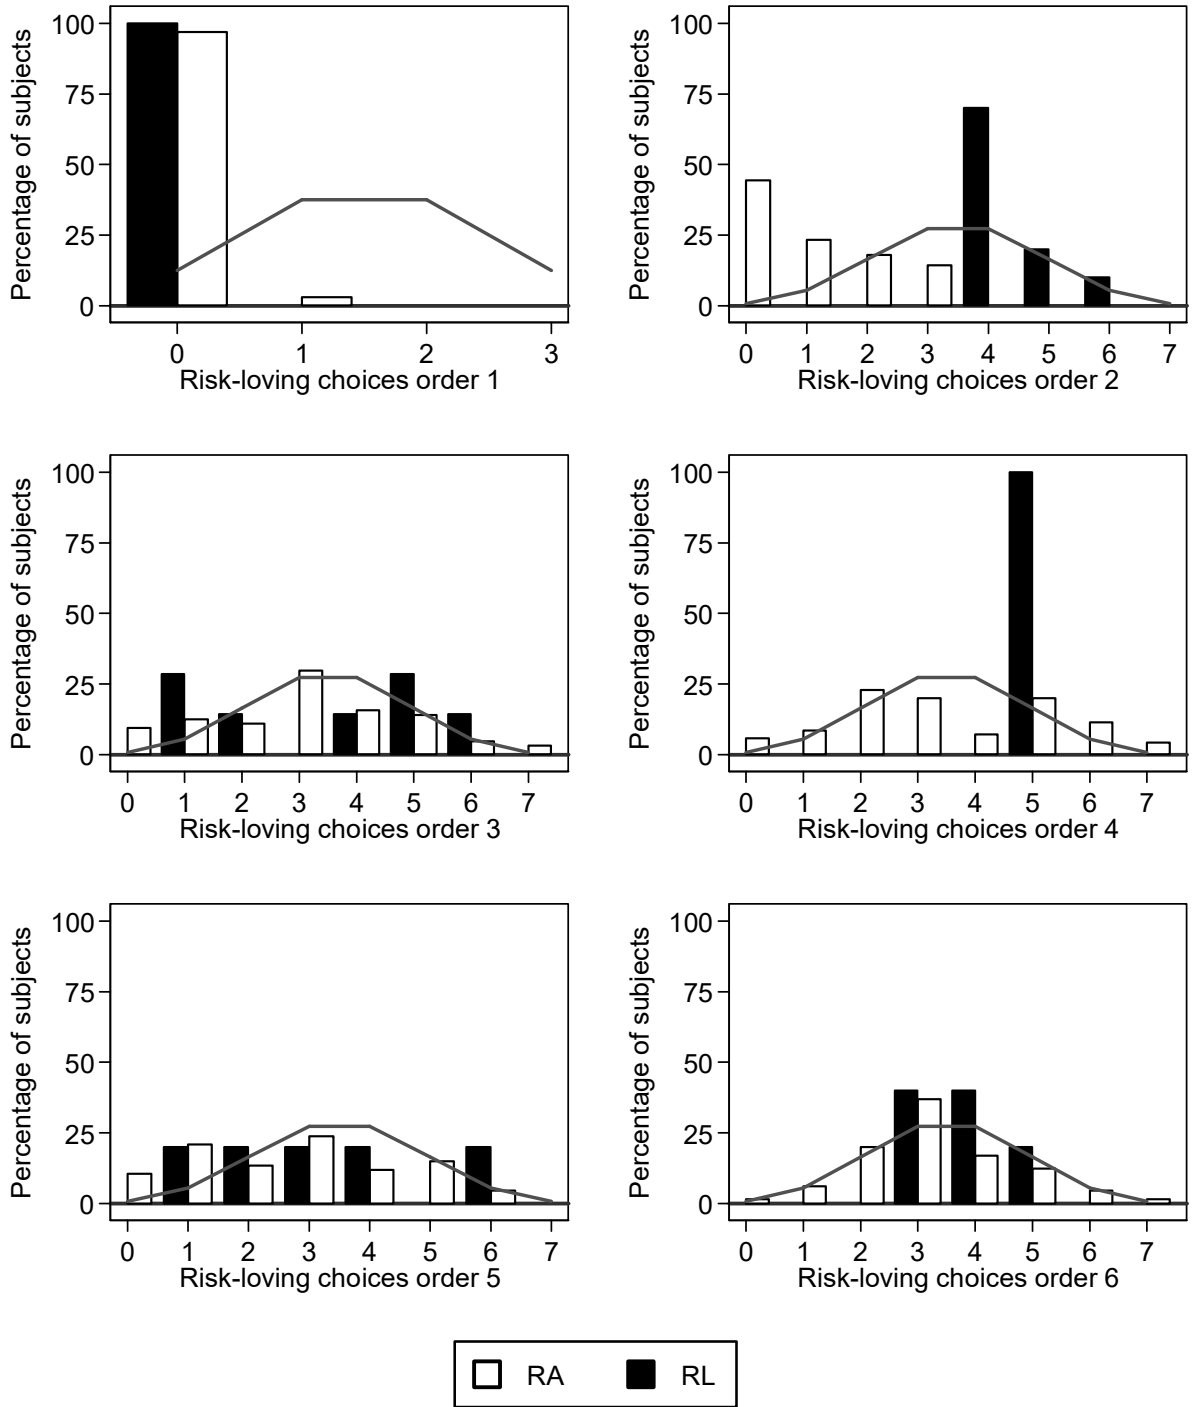 Percentage of subjects
100
75
50
25
0
0 1 2 3
Risk-loving choices order 1
Percentage of subjects
100
75
50
25
0
0 1 2 3 4 5 6 7
Risk-loving choices order 2
Percentage of subjects
100
75
50
25
0
0 1 2 3 4 5 6 7
Risk-loving choices order 3
Percentage of subjects
100
75
50
25
0
0 1 2 3 4 5 6 7
Risk-loving choices order 4
Percentage of subjects
100
75
50
25
0
0 1 2 3 4 5 6 7
Risk-loving choices order 5
Percentage of subjects
100
75
50
25
0
0 1 2 3 4 5 6 7
Risk-loving choices order 6
RA RL